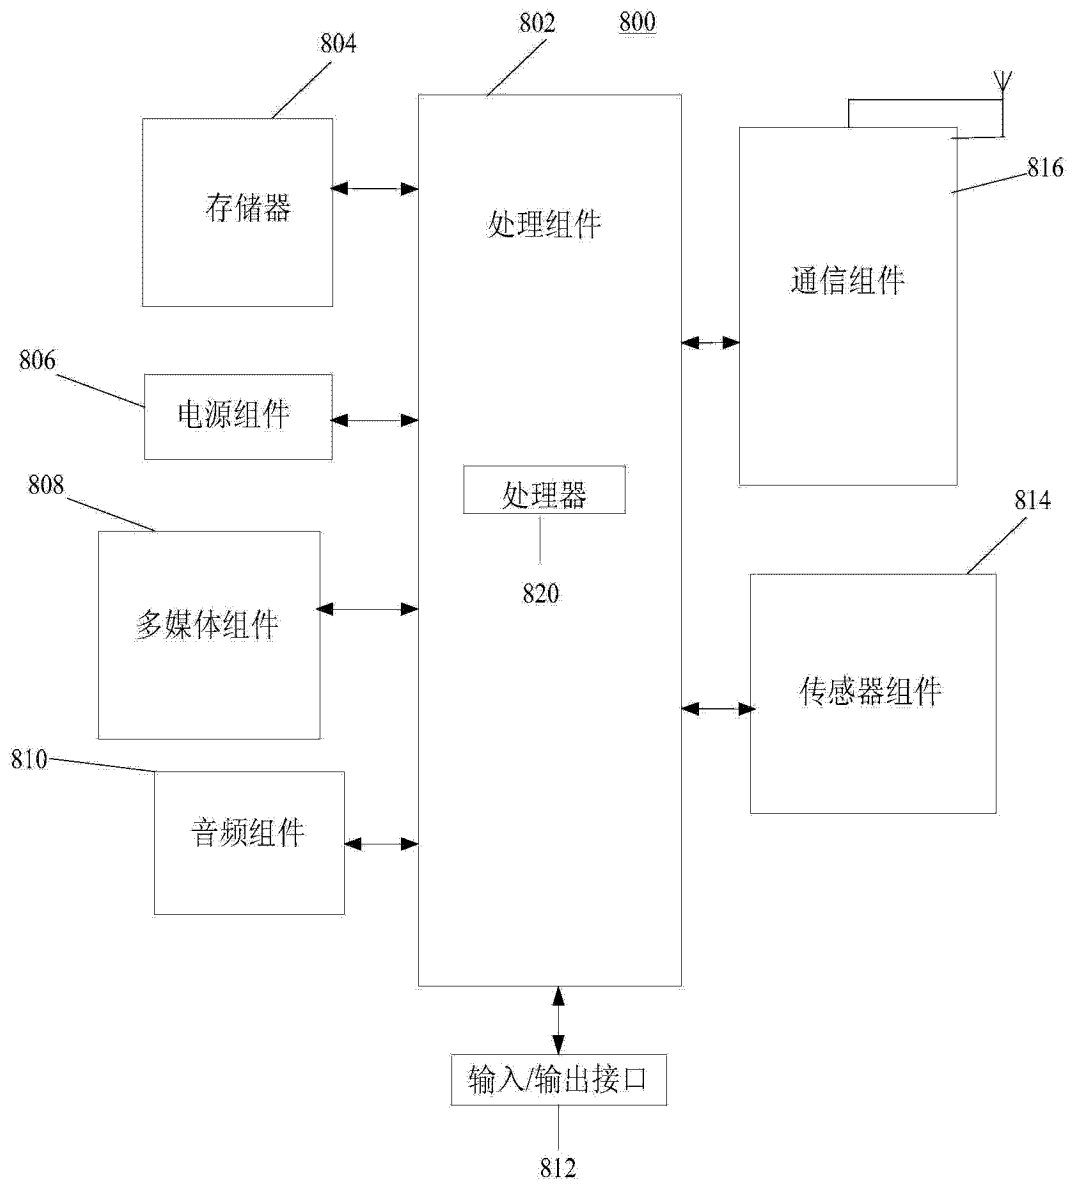 800
802
804
存储器
处理组件
816
通信组件
806
电源组件
808
处理器
820
814
多媒体组件
传感器组件
810
音频组件
输入/输出接口
812